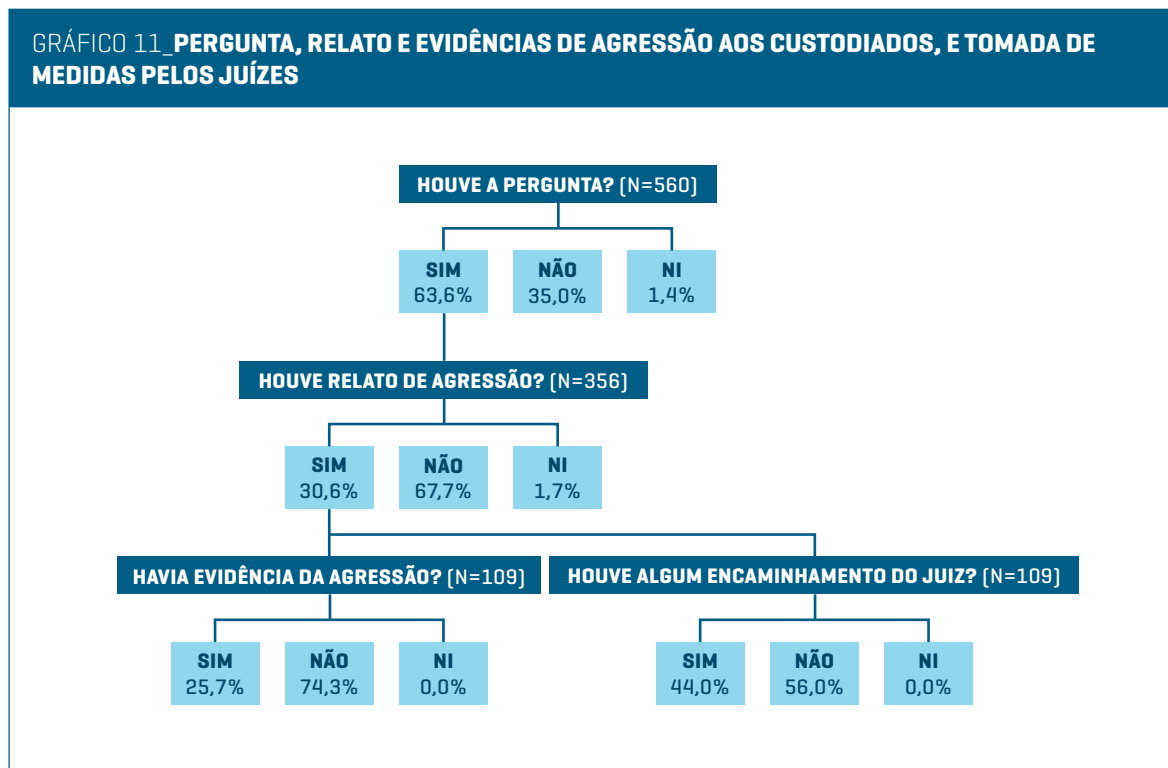 GRÁFICO 11_PERGUNTA, RELATO E EVIDÊNCIAS DE AGRESSÃO AOS CUSTODIADOS, E TOMADA DE
MEDIDAS PELOS JUÍZES
HOUVE A PERGUNTA? (N=560)
SIM
63,6%
NÃO
35,0%
NI
1,4%
HOUVE RELATO DE AGRESSÃO? (N=356)
SIM
30,6%
NÃO
67,7%
NI
1,7%
HAVIA EVIDÊNCIA DA AGRESSÃO? (N=109)
SIM
25,7%
NÃO
74,3%
NI
0,0%
HOUVE ALGUM ENCAMINHAMENTO DO JUIZ? (N=109)
SIM
44,0%
NÃO
56,0%
NI
0,0%